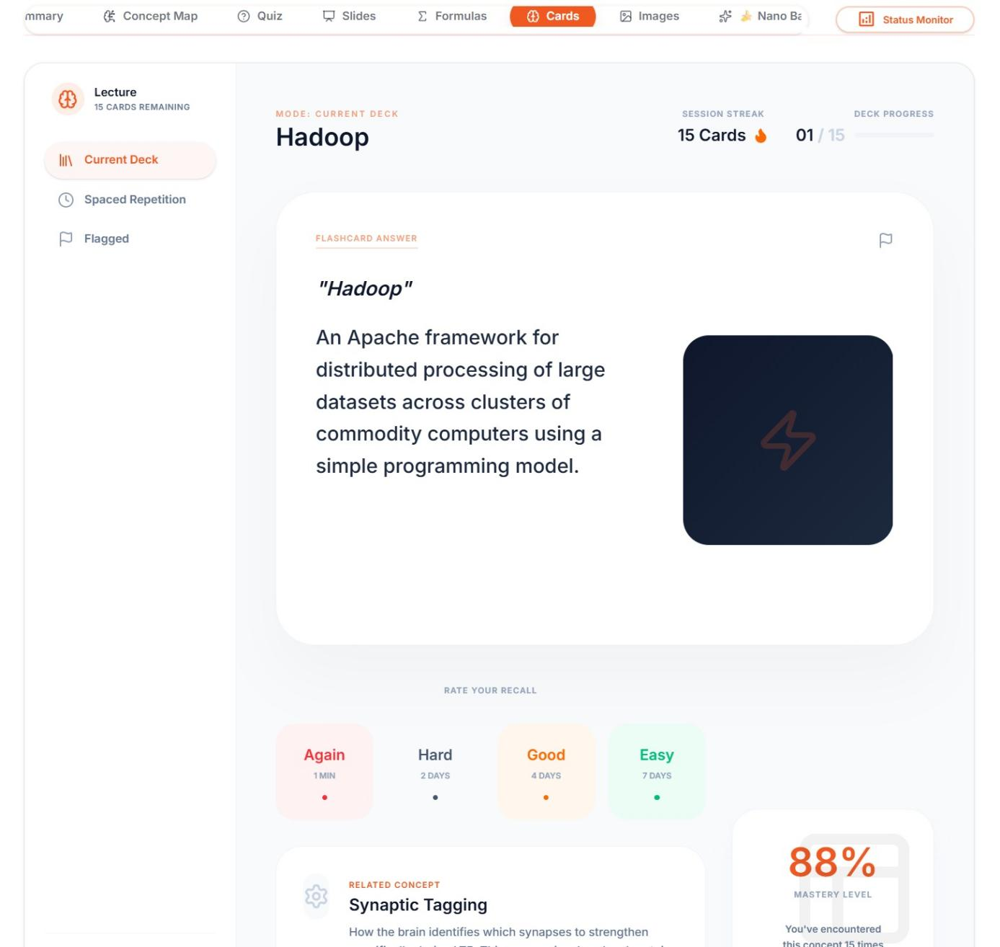 mmary Concept Map Quiz Slides Formulas Cards Images Nano Ba Status Monitor
Lecture
15 CARDS REMAINING
Current Deck
Spaced Repetition
Flagged
MODE: CURRENT DECK
Hadoop
SESSION STREAK
15 Cards
DECK PROGRESS
01 / 15
FLASHCARD ANSWER
"Hadoop"
An Apache framework for
distributed processing of large
datasets across clusters of
commodity computers using a
simple programming model.
RATE YOUR RECALL
Again
1 MIN
Hard
2 DAYS
Good
4 DAYS
Easy
7 DAYS
RELATED CONCEPT
Synaptic Tagging
How the brain identifies which synapses to strengthen
88%
MASTERY LEVEL
You've encountered
this concept 15 times